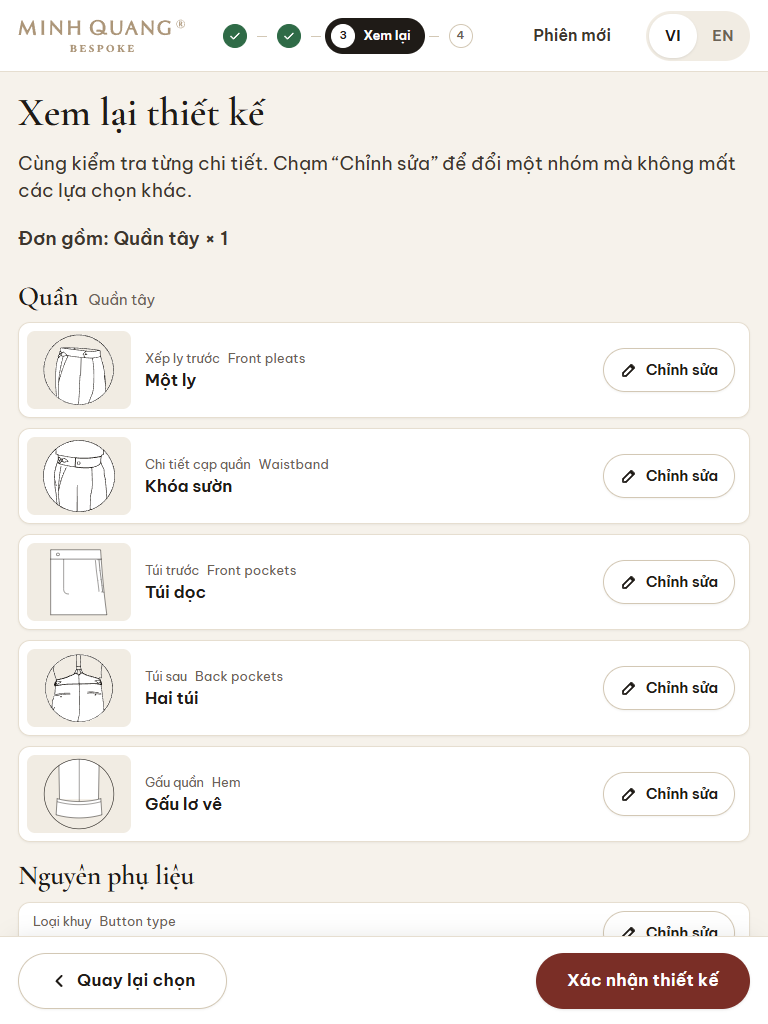 MINH QUANG®
BESPOKE
3 Xem lại
4
Phiên mới
VI EN
Xem lại thiết kế
Cùng kiểm tra từng chi tiết. Chạm “Chỉnh sửa” để đổi một nhóm mà không mất
các lựa chọn khác.
Đơn gồm: Quần tây × 1
Quần Quần tây
Xếp ly trước Front pleats
Một ly
Chỉnh sửa
Chi tiết cạp quần Waistband
Khóa sườn
Chỉnh sửa
Túi trước Front pockets
Túi dọc
Chỉnh sửa
Túi sau Back pockets
Hai túi
Chỉnh sửa
Gấu quần Hem
Gấu lơ vê
Chỉnh sửa
Nguyên phụ liệu
Loại khuy Button type
Chỉnh sửa
Quay lại chọn
Xác nhận thiết kế